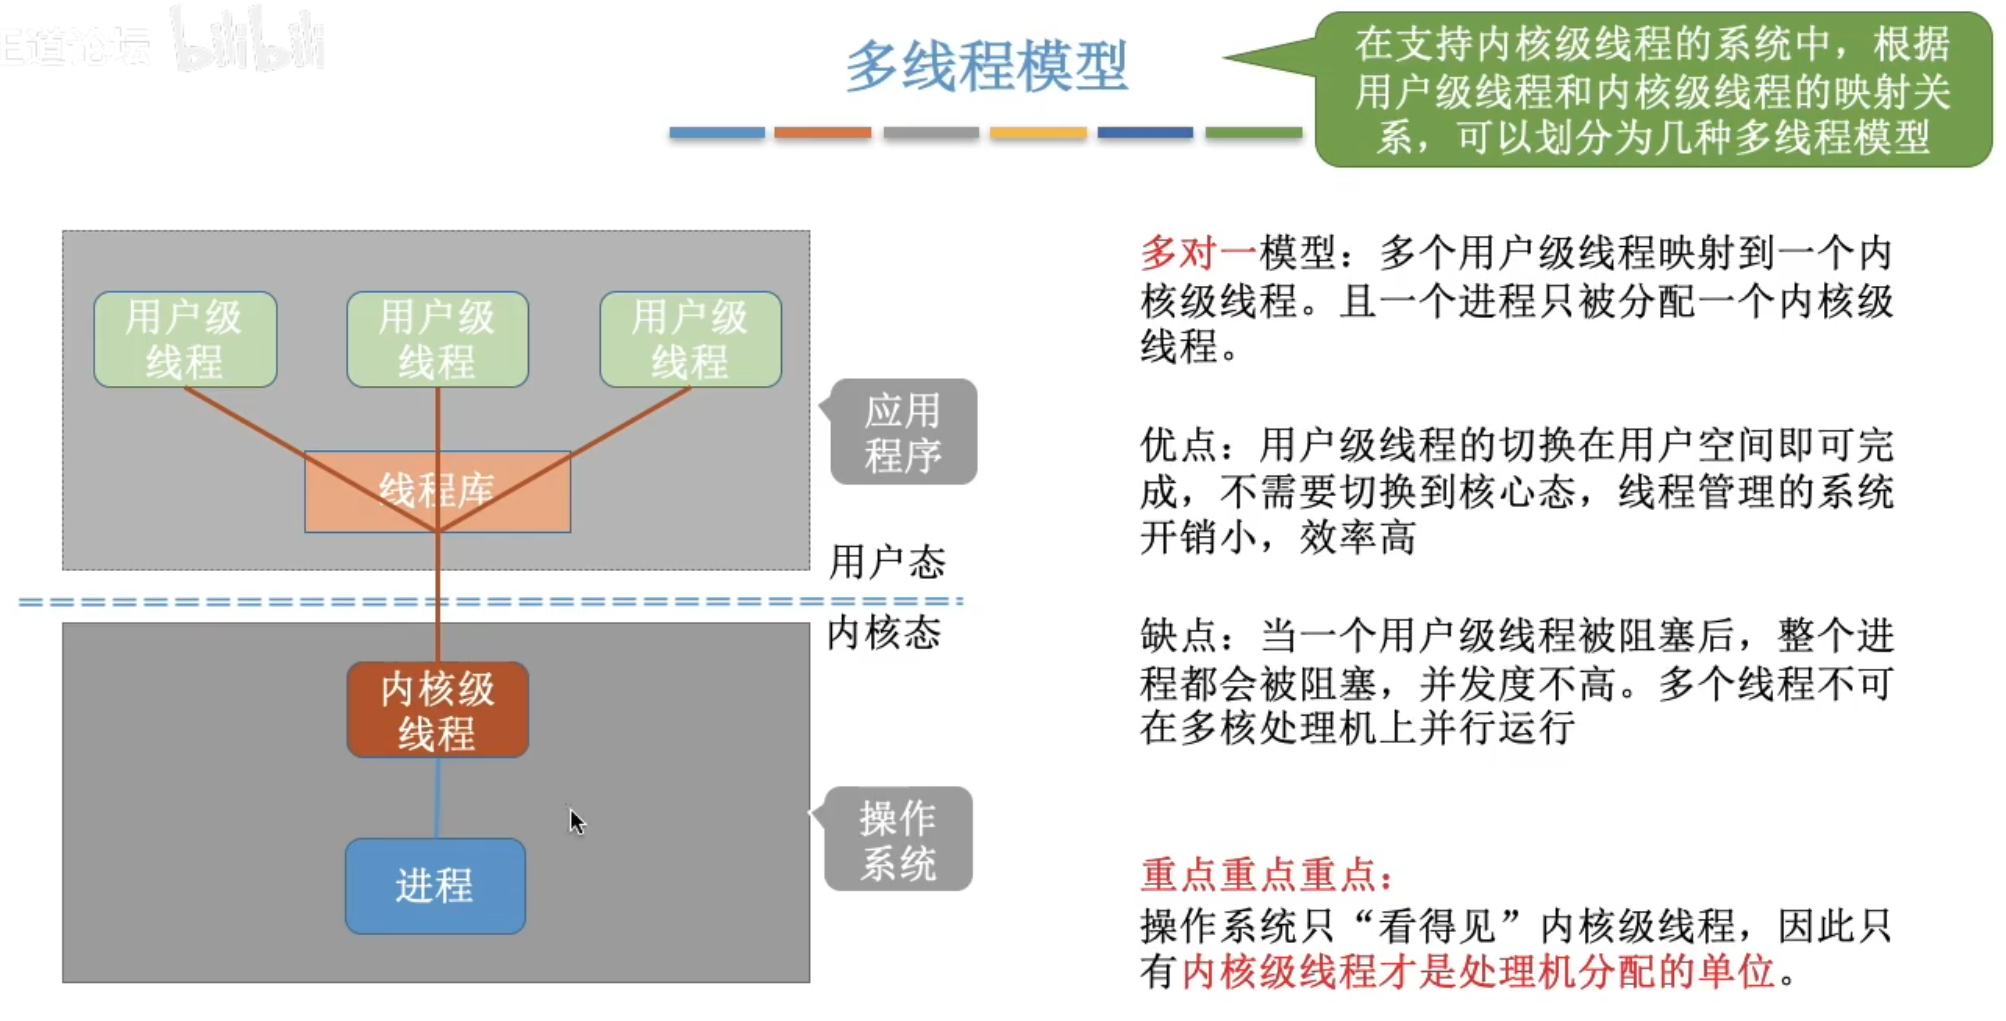 王道论坛 bilibili
多线程模型
在支持内核级线程的系统中，根据
用户级线程和内核级线程的映射关
系，可以划分为几种多线程模型
用户级
线程
用户级
线程
用户级
线程
线程库
应用
程序
用户态
内核态
内核级
线程
进程
操作
系统
多对一模型：多个用户级线程映射到一个内
核级线程。且一个进程只被分配一个内核级
线程。
优点：用户级线程的切换在用户空间即可完
成，不需要切换到核心态，线程管理的系统
开销小，效率高
缺点：当一个用户级线程被阻塞后，整个进
程都会被阻塞，并发度不高。多个线程不可
在多核处理机上并行运行
重点重点重点：
操作系统只“看得见”内核级线程，因此只
有内核级线程才是处理机分配的单位。